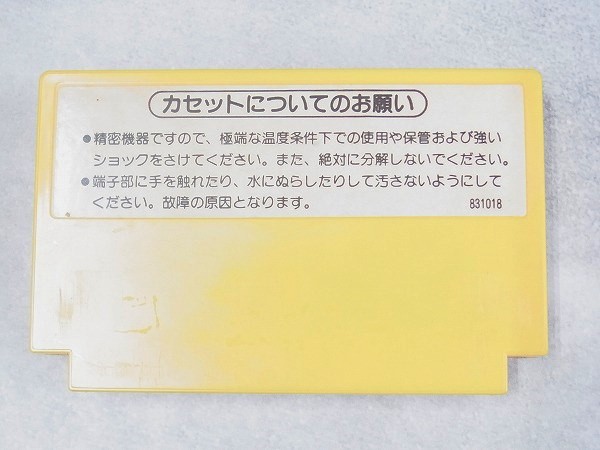 カセットについてのお願い
●精密機器ですので、極端な温度条件下での使用や保管および強い
ショックをさけてください。また、絶対に分解しないでください。
●端子部に手を触れたり、水にぬらしたりして汚さないようにして
ください。故障の原因となります。
831018